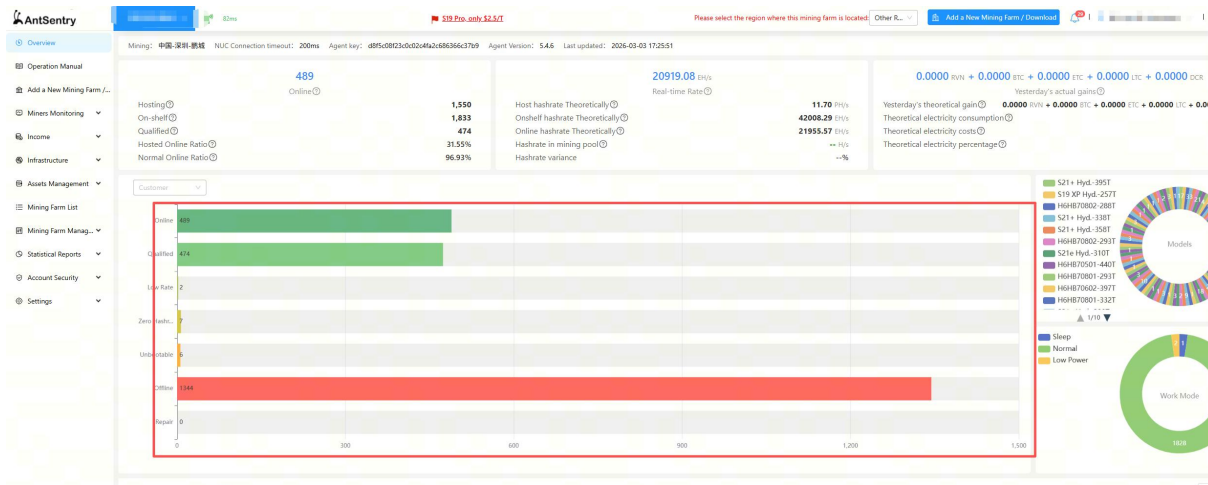 AntSentry
83ms
S19 Pro, only $2.5/T
Please select the region where this mining farm is located: Other R...
Add a New Mining Farm / Download
Overview
Operation Manual
Add a New Mining Farm /...
Miners Monitoring
Income
Infrastructure
Assets Management
Mining Farm List
Mining Farm Manag...
Statistical Reports
Account Security
Settings
Mining: 中国-深圳-鹏城 NUC Connection timeout: 200ms Agent key: d8f5c08f23c0c02c4fa2c686366c37b9 Agent Version: 5.4.6 Last updated: 2026-03-03 17:25:51
489
Online
Hosting 1,550
On-shelf 1,833
Qualified 474
Hosted Online Ratio 31.55%
Normal Online Ratio 96.93%
20919.08 EH/s
Real-time Rate
Host hashrate Theoretically 11.70 PH/s
Onshelf hashrate Theoretically 42008.29 EH/s
Online hashrate Theoretically 21955.57 EH/s
Hashrate in mining pool -- H/s
Hashrate variance --%
0.0000 RVN + 0.0000 BTC + 0.0000 ETC + 0.0000 LTC + 0.0000 DCR
Yesterday's actual gains
Yesterday's theoretical gain 0.0000 RVN + 0.0000 BTC + 0.0000 ETC + 0.0000 LTC + 0.00
Theoretical electricity consumption
Theoretical electricity costs
Theoretical electricity percentage
Customer
Online 489
Qualified 474
Low Rate 2
Zero Hashr... 7
Unbootable 6
Offline 1344
Repair 0
0 300 600 900 1,200 1,500
S21+ Hyd.-395T
S19 XP Hyd.-257T
H6HB70802-288T
S21+ Hyd.-338T
S21+ Hyd.-358T
H6HB70802-293T
S21e Hyd.-310T
H6HB70501-440T
H6HB70801-293T
H6HB70602-397T
H6HB70801-332T
1/10
Models
Sleep
Normal
Low Power
Work Mode
1828